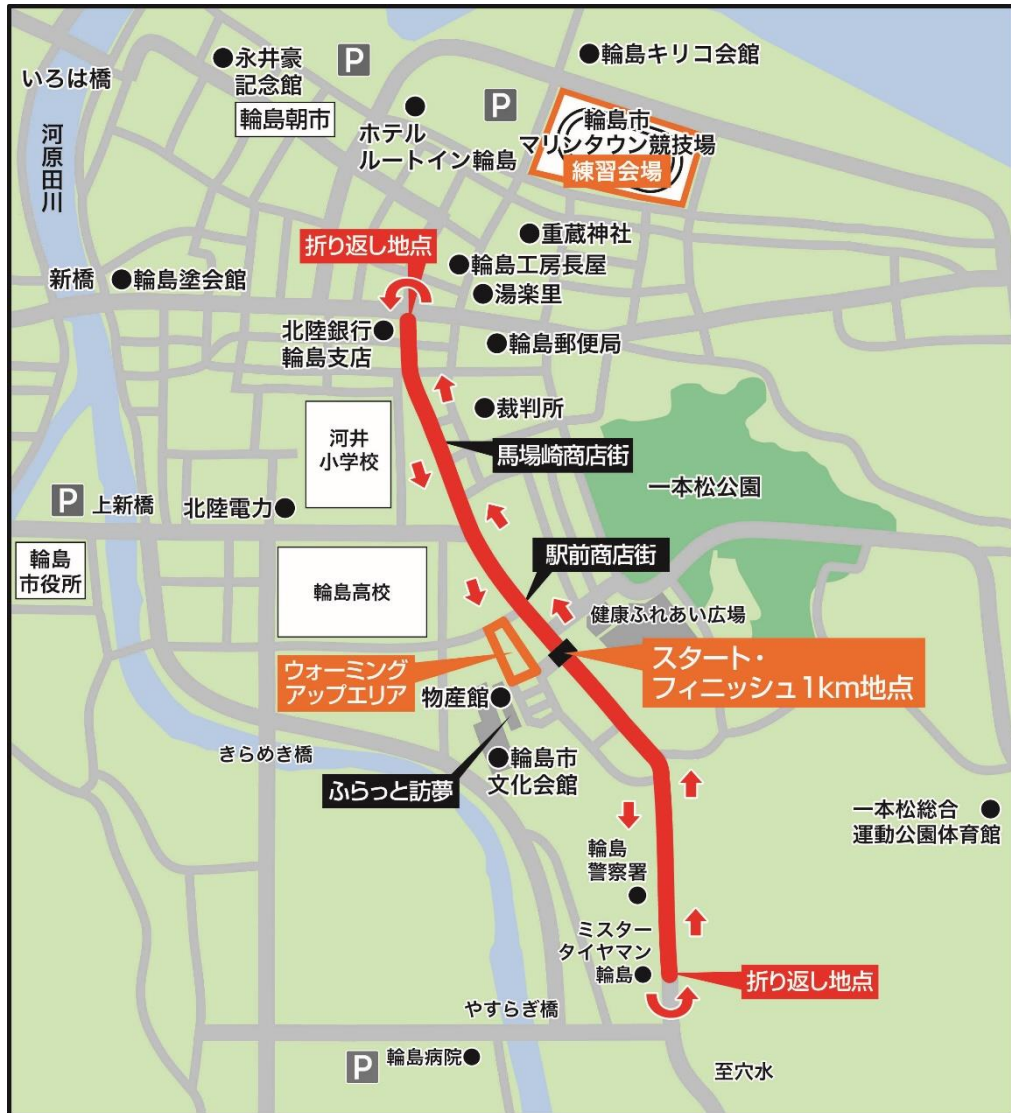 いろは橋
永井豪
記念館
P
輪島キリコ会館
輪島朝市
ホテル
ルートイン輪島
P
輪島市
マリンタウン競技場
練習会場
河原田川
折り返し地点
重蔵神社
輪島工房長屋
湯楽里
新橋
輪島塗会館
北陸銀行
輪島支店
輪島郵便局
裁判所
河井
小学校
馬場崎商店街
一本松公園
P
上新橋
北陸電力
輪島
市役所
輪島高校
駅前商店街
健康ふれあい広場
ウォーミング
アップエリア
スタート・
フィニッシュ1km地点
物産館
きらめき橋
ふらっと訪夢
輪島市
文化会館
一本松総合
運動公園体育館
輪島
警察署
ミスター
タイヤマン
輪島
折り返し地点
やすらぎ橋
P
輪島病院
至穴水